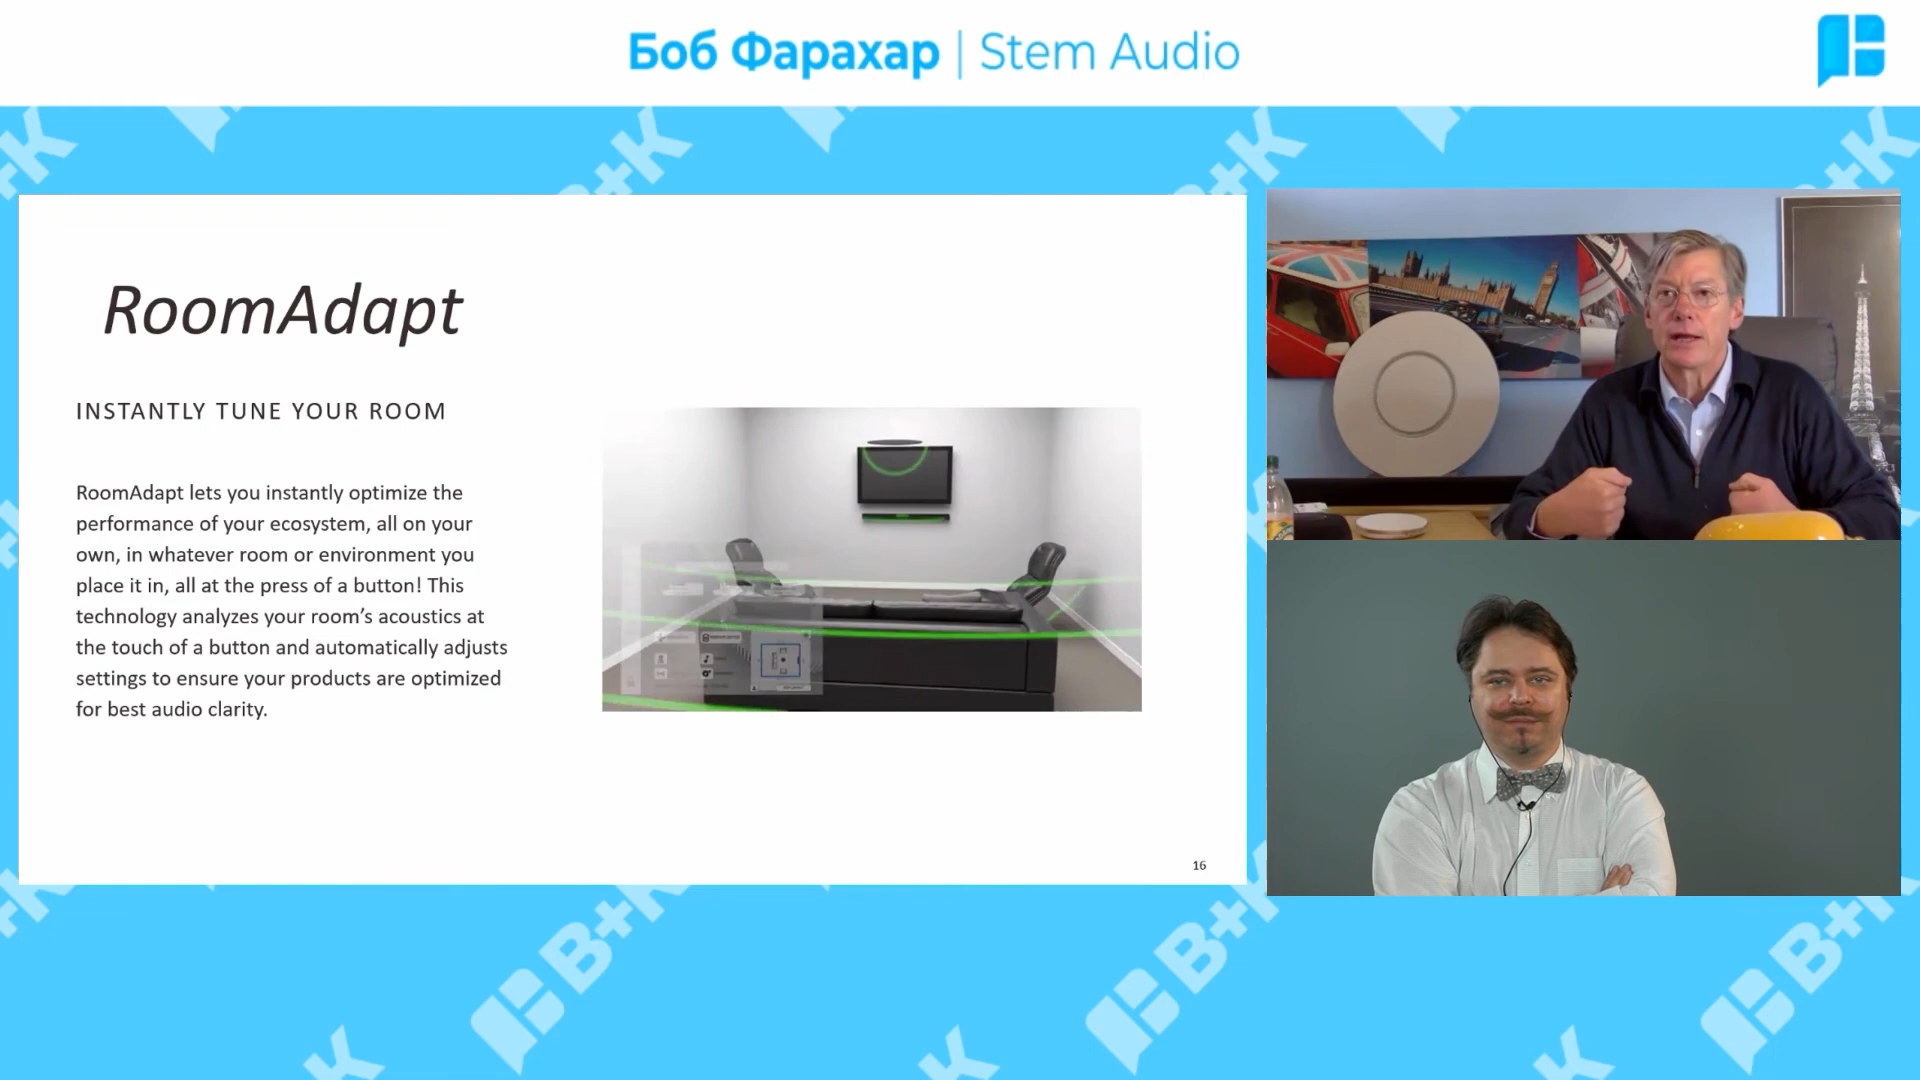 Боб Фарахар | Stem Audio
RoomAdapt
INSTANTLY TUNE YOUR ROOM
RoomAdapt lets you instantly optimize the
performance of your ecosystem, all on your
own, in whatever room or environment you
place it in, all at the press of a button! This
technology analyzes your room’s acoustics at
the touch of a button and automatically adjusts
settings to ensure your products are optimized
for best audio clarity.
16
В+К
В+К
В+К
В+К
В+К
В+К